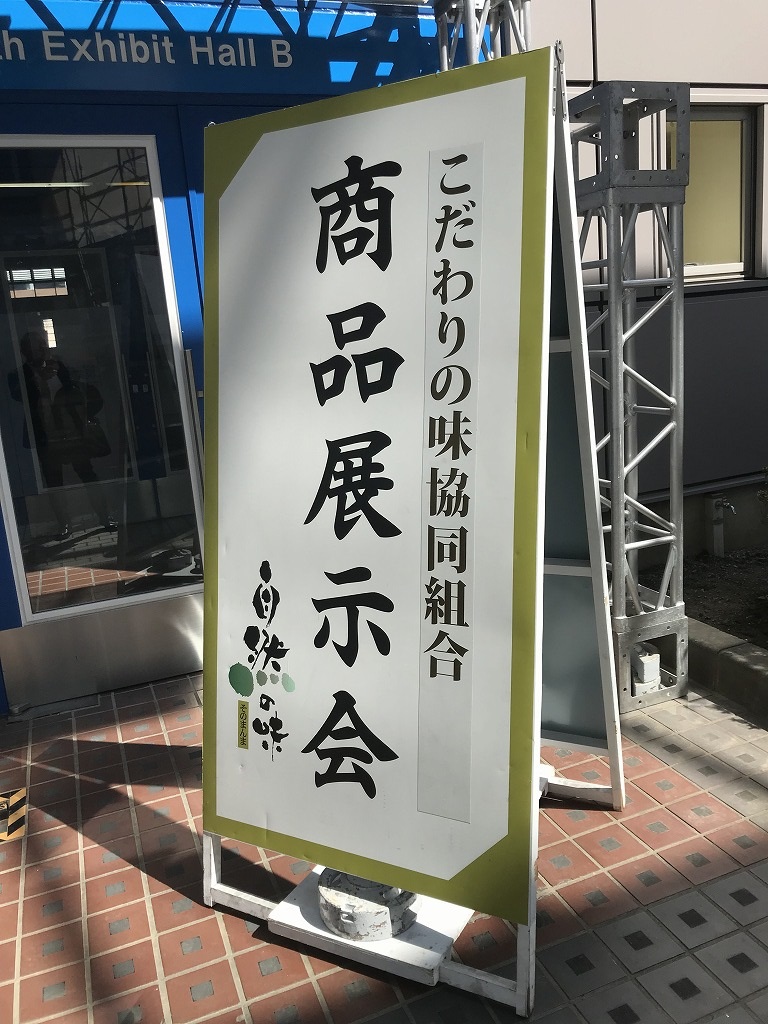 th Exhibit Hall B
こだわりの味協同組合
商品展示会
自然の味
そのまんま